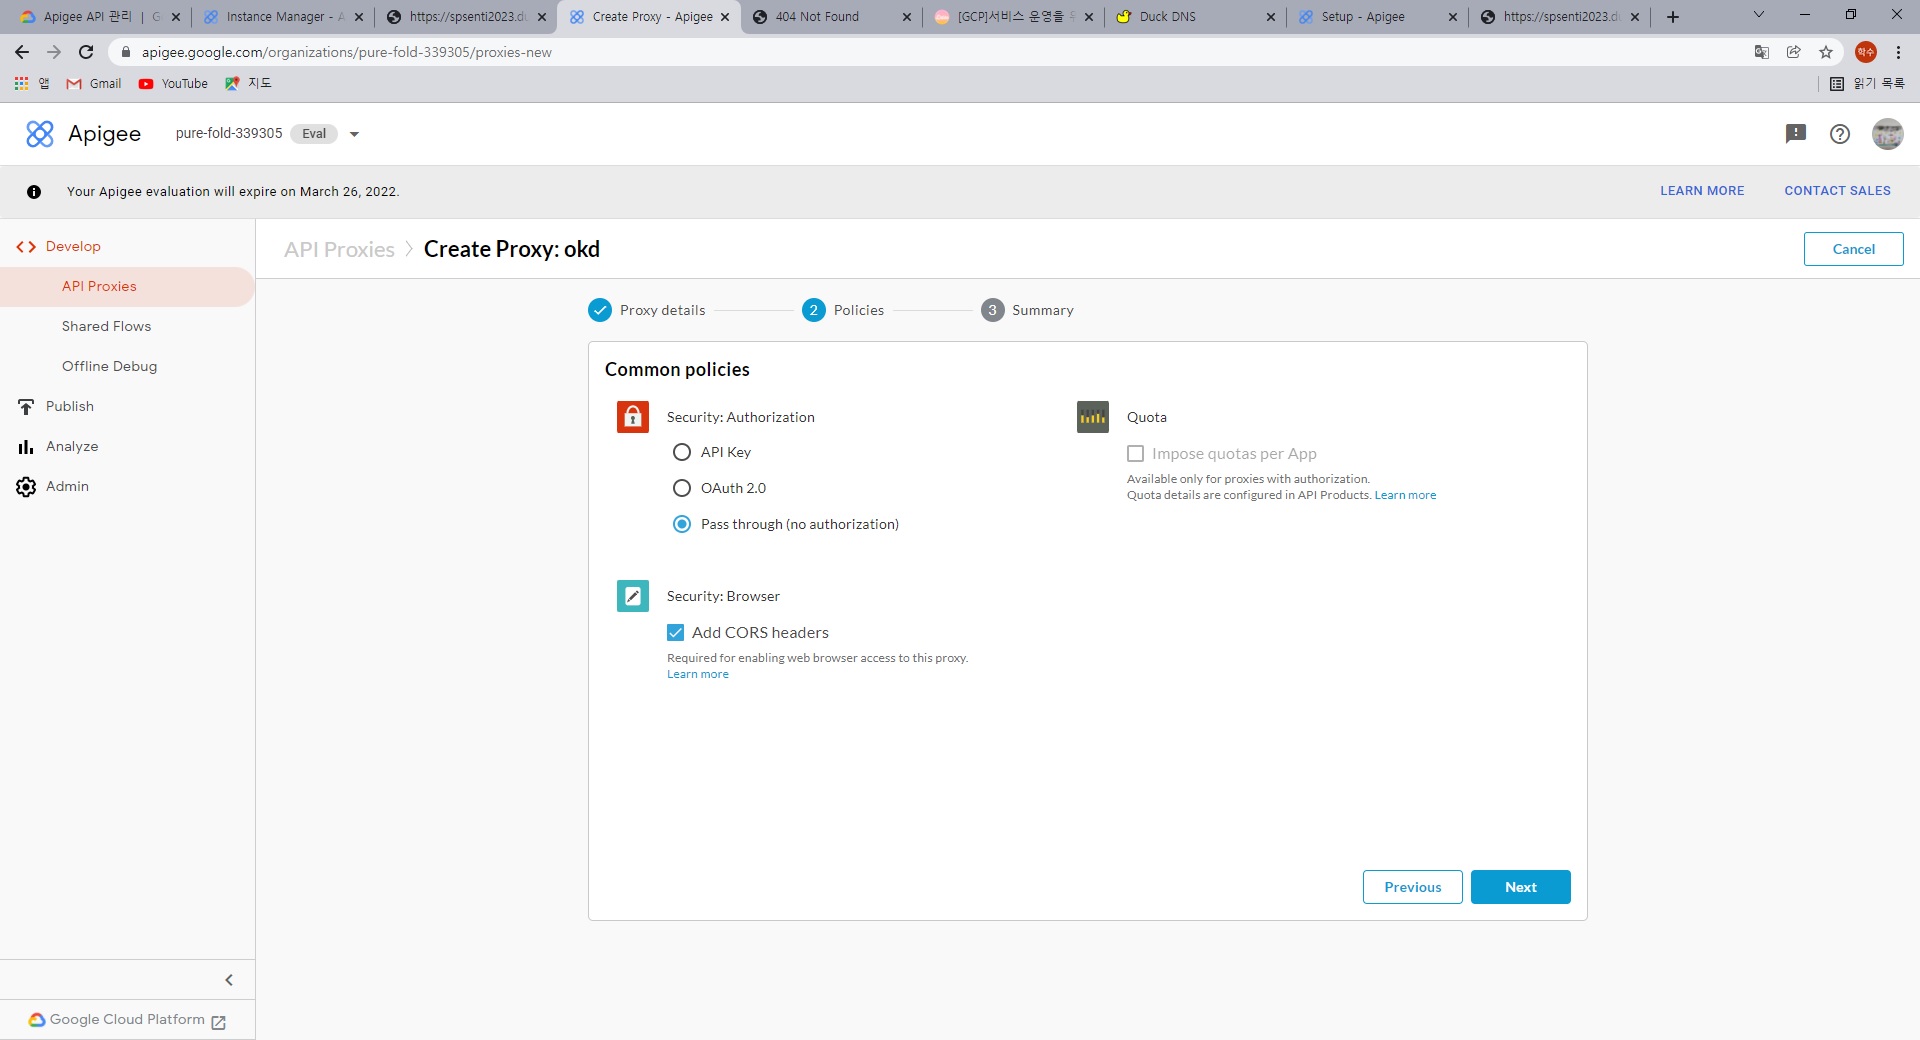 Apigee API 관리 | G
Instance Manager - A
https://spsenti2023.du
Create Proxy - Apigee
404 Not Found
[GCP]서비스 운영을
Duck DNS
Setup - Apigee
https://spsenti2023.d
apigee.google.com/organizations/pure-fold-339305/proxies-new
학수
앱
Gmail
YouTube
지도
읽기 목록
Apigee
pure-fold-339305
Eval
Your Apigee evaluation will expire on March 26, 2022.
LEARN MORE
CONTACT SALES
Develop
API Proxies
Shared Flows
Offline Debug
Publish
Analyze
Admin
Google Cloud Platform
API Proxies
Create Proxy: okd
Cancel
Proxy details
2 Policies
3 Summary
Common policies
Security: Authorization
API Key
OAuth 2.0
Pass through (no authorization)
Quota
Impose quotas per App
Available only for proxies with authorization.
Quota details are configured in API Products. Learn more
Security: Browser
Add CORS headers
Required for enabling web browser access to this proxy.
Learn more
Previous
Next